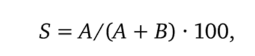 S = A/(A + B) · 100,